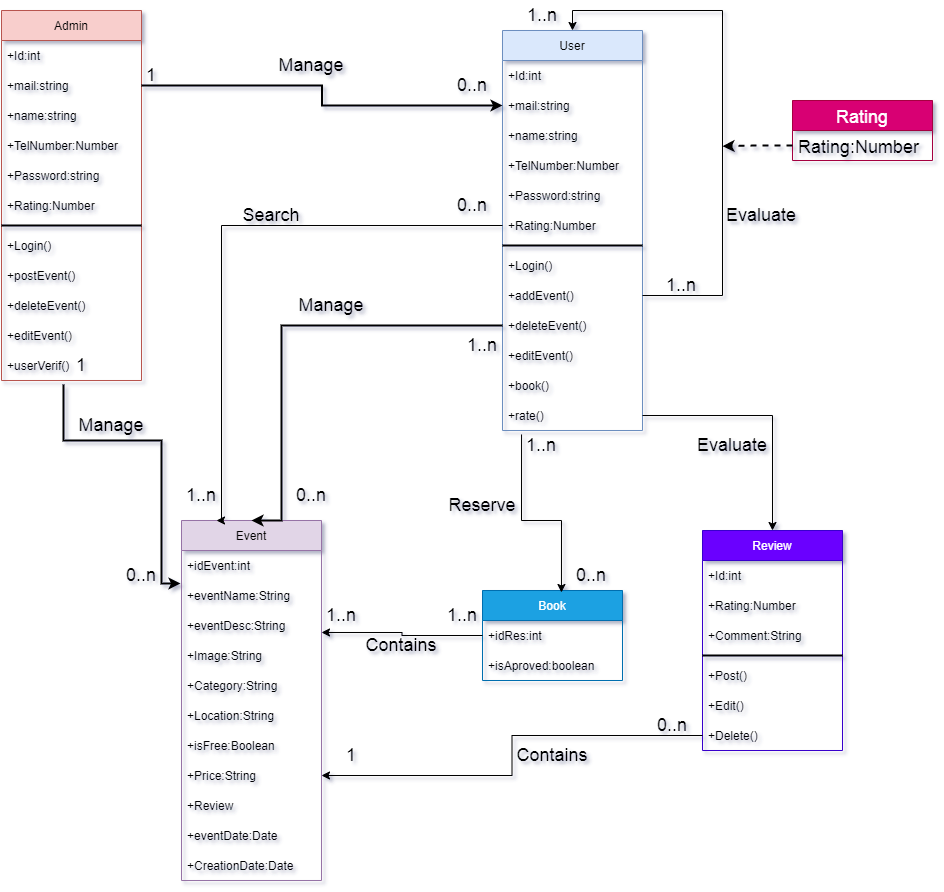 Admin
+Id:int
+mail:string
+name:string
+TelNumber:Number
+Password:string
+Rating:Number
+Login()
+postEvent()
+deleteEvent()
+editEvent()
+userVerif()
1
1
Manage
0..n
1..n
User
+Id:int
+mail:string
+name:string
+TelNumber:Number
+Password:string
+Rating:Number
+Login()
+addEvent()
+deleteEvent()
+editEvent()
+book()
+rate()
Rating
Rating:Number
Evaluate
1..n
0..n
Search
1..n
Manage
1..n
0..n
Manage
0..n
1..n
Reserve
0..n
Evaluate
Event
+idEvent:int
+eventName:String
+eventDesc:String
+Image:String
+Category:String
+Location:String
+isFree:Boolean
+Price:String
+Review
+eventDate:Date
+CreationDate:Date
1..n
1..n
Contains
Book
+idRes:int
+isAproved:boolean
Review
+Id:int
+Rating:Number
+Comment:String
+Post()
+Edit()
+Delete()
0..n
1
Contains